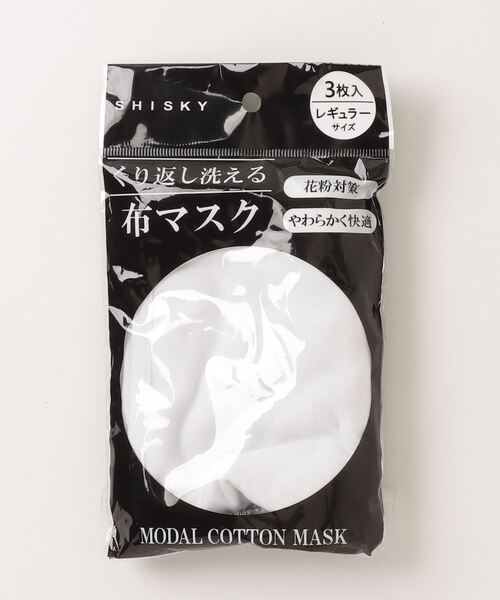 SHISKY
3枚入
レギュラー
サイズ
くり返し洗える
布マスク
花粉対策
やわらかく快適
MODAL COTTON MASK